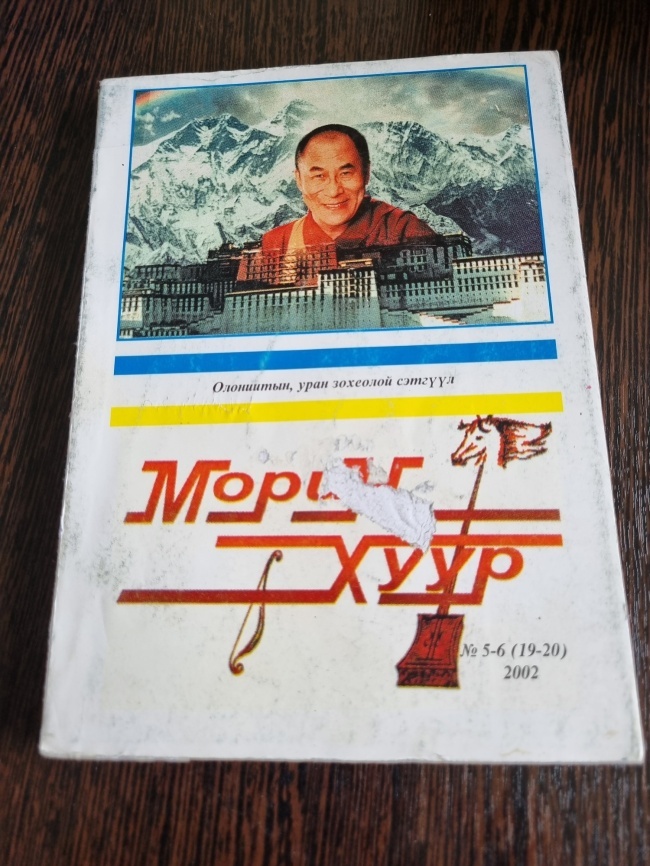 Олониитын, уран зохеолой сэтгүүл
Морин
хуур
№ 5-6 (19-20)
2002